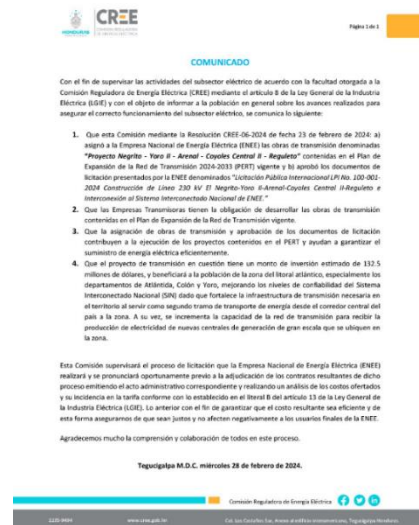 HONDURAS
CREE
COMISIÓN REGULADORA
DE ENERGÍA ELÉCTRICA
Página 1 de 1
COMUNICADO
Con el fin de supervisar las actividades del subsector eléctrico de acuerdo con la facultad otorgada a la
Comisión Reguladora de Energía Eléctrica (CREE) mediante el artículo 8 de la Ley General de la Industria
Eléctrica (LGIE) y con el objeto de informar a la población en general sobre los avances realizados para
asegurar el correcto funcionamiento del subsector eléctrico, se comunica lo siguiente:
1. Que esta Comisión mediante la Resolución CREE-06-2024 de fecha 23 de febrero de 2024: a)
asignó a la Empresa Nacional de Energía Eléctrica (ENEE) las obras de transmisión denominadas
"Proyecto Negrito - Yoro II - Arenal - Coyoles Central II - Reguleto" contenidas en el Plan de
Expansión de la Red de Transmisión 2024-2033 (PERT) vigente y b) aprobó los documentos de
licitación presentados por la ENEE denominados "Licitación Pública Internacional LPI No. 100-001-
2024 Construcción de Línea 230 kV El Negrito-Yoro II-Arenal-Coyoles Central II-Reguleto e
Interconexión al Sistema Interconectado Nacional de ENEE."
2. Que las Empresas Transmisoras tienen la obligación de desarrollar las obras de transmisión
contenidas en el Plan de Expansión de la Red de Transmisión vigente.
3. Que la asignación de obras de transmisión y aprobación de los documentos de licitación
contribuyen a la ejecución de los proyectos contenidos en el PERT y ayudan a garantizar el
suministro de energía eléctrica eficientemente.
4. Que el proyecto de transmisión en cuestión tiene un monto de inversión estimado de 132.5
millones de dólares, y beneficiará a la población de la zona del litoral atlántico, especialmente los
departamentos de Atlántida, Colón y Yoro, mejorando los niveles de confiabilidad del Sistema
Interconectado Nacional (SIN) dado que fortalece la infraestructura de transmisión necesaria en
el territorio al servir como segundo tramo de transporte de energía desde el corredor central del
país a la zona. A su vez, se incrementa la capacidad de la red de transmisión para recibir la
producción de electricidad de nuevas centrales de generación de gran escala que se ubiquen en
la zona.
Esta Comisión supervisará el proceso de licitación que la Empresa Nacional de Energía Eléctrica (ENEE)
realizará y se pronunciará oportunamente previo a la adjudicación de los contratos resultantes de dicho
proceso emitiendo el acto administrativo correspondiente y realizando un análisis de los costos ofertados
y su incidencia en la tarifa conforme con lo establecido en el literal B del artículo 13 de la Ley General de
la Industria Eléctrica (LGIE). Lo anterior con el fin de garantizar que el costo resultante sea eficiente y de
esta forma asegurarnos de que sean justos y no afecten negativamente a los usuarios finales de la ENEE.
Agradecemos mucho la comprensión y colaboración de todos en este proceso.
Tegucigalpa M.D.C. miércoles 28 de febrero de 2024.
Comisión Reguladora de Energía Eléctrica
www.cree.gob.hn